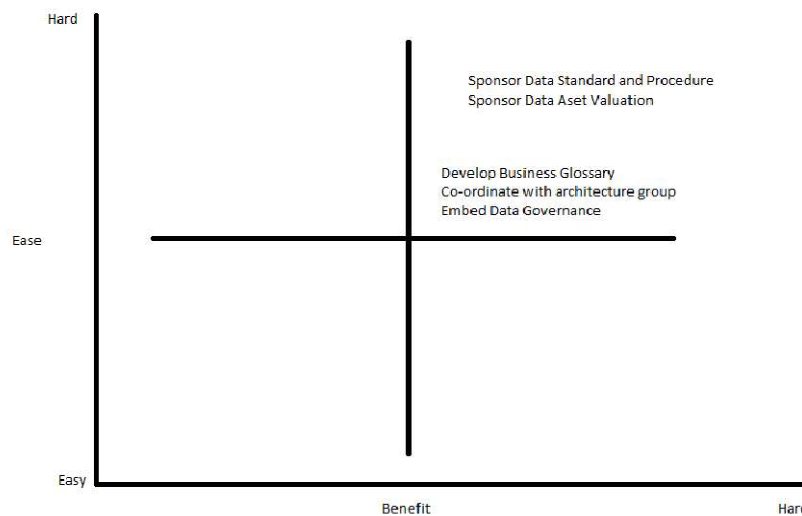 Hard
Sponsor Data Standard and Procedure
Sponsor Data Aset Valuation
Develop Business Glossary
Co-ordinate with architecture group
Embed Data Governance
Ease
Easy
Benefit
Hard